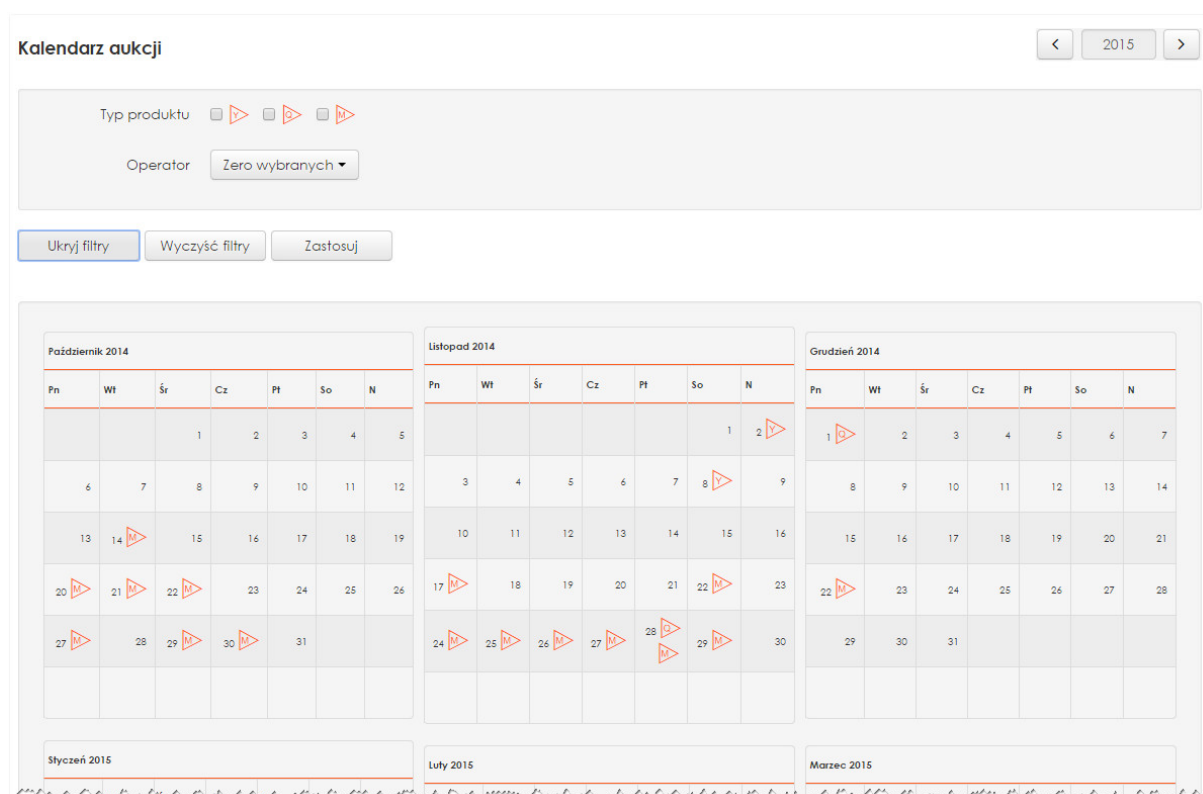 Kalendarz aukcji
< 2015 >
Typ produktu Y Q M
Operator Zero wybranych
Ukryj filtry Wyczyść filtry Zastosuj
Październik 2014
Pn Wt Śr Cz Pt So N
1 2 3 4 5
6 7 8 9 10 11 12
13 14 M 15 16 17 18 19
20 M 21 M 22 M 23 24 25 26
27 M 28 29 M 30 M 31
Listopad 2014
Pn Wt Śr Cz Pt So N
1 2 Y
3 4 5 6 7 8 Y 9
10 11 12 13 14 15 16
17 M 18 19 20 21 22 M 23
24 M 25 M 26 M 27 M 28 Q M 29 M 30
Grudzień 2014
Pn Wt Śr Cz Pt So N
1 Q 2 3 4 5 6 7
8 9 10 11 12 13 14
15 16 17 18 19 20 21
22 M 23 24 25 26 27 28
29 30 31
Styczeń 2015
Luty 2015
Marzec 2015